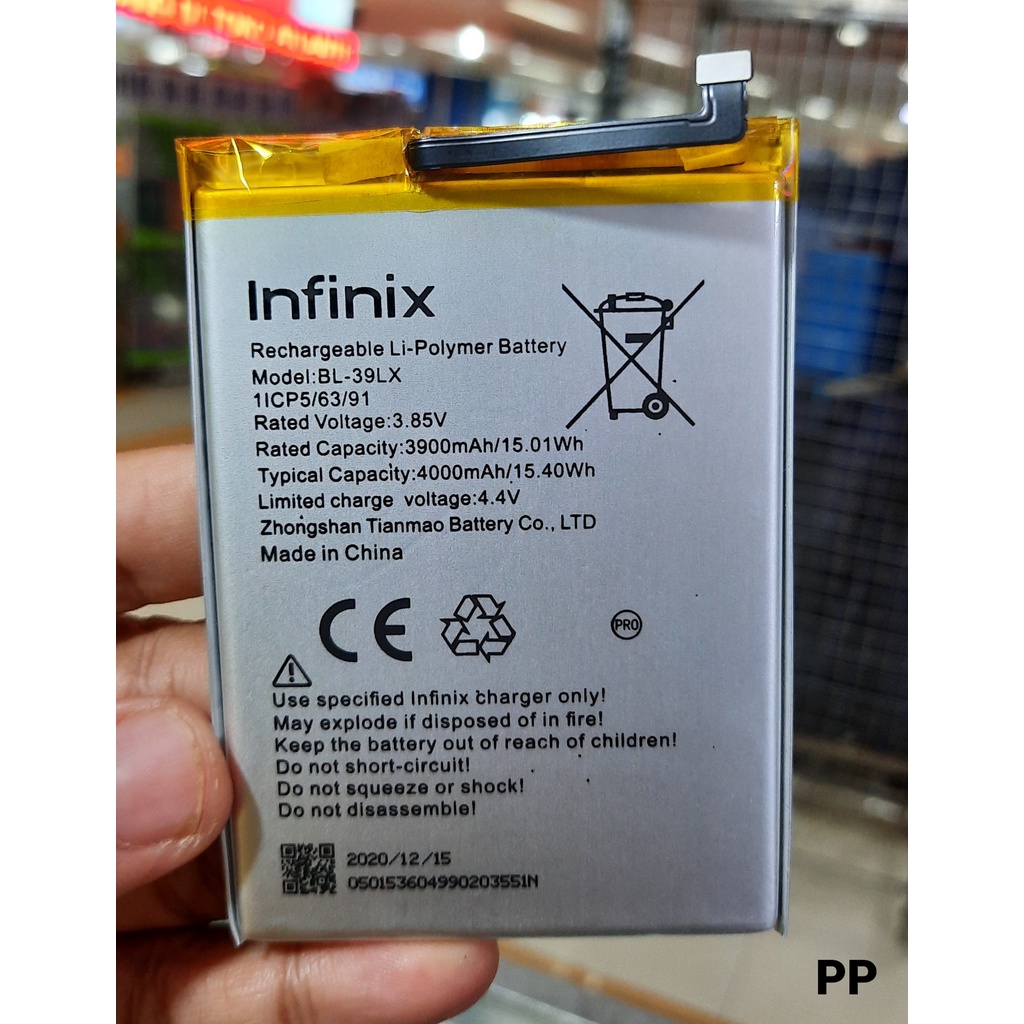 Infinix
Rechargeable Li-Polymer Battery
Model:BL-39LX
1ICP5/63/91
Rated Voltage:3.85V
Rated Capacity:3900mAh/15.01Wh
Typical Capacity:4000mAh/15.40Wh
Limited charge voltage:4.4V
Zhongshan Tianmao Battery Co., LTD
Made in China
CE
PRO
Use specified Infinix charger only!
May explode if disposed of in fire!
Keep the battery out of reach of children!
Do not short-circuit!
Do not squeeze or shock!
Do not disassemble!
2020/12/15
050153604990203551N
PP